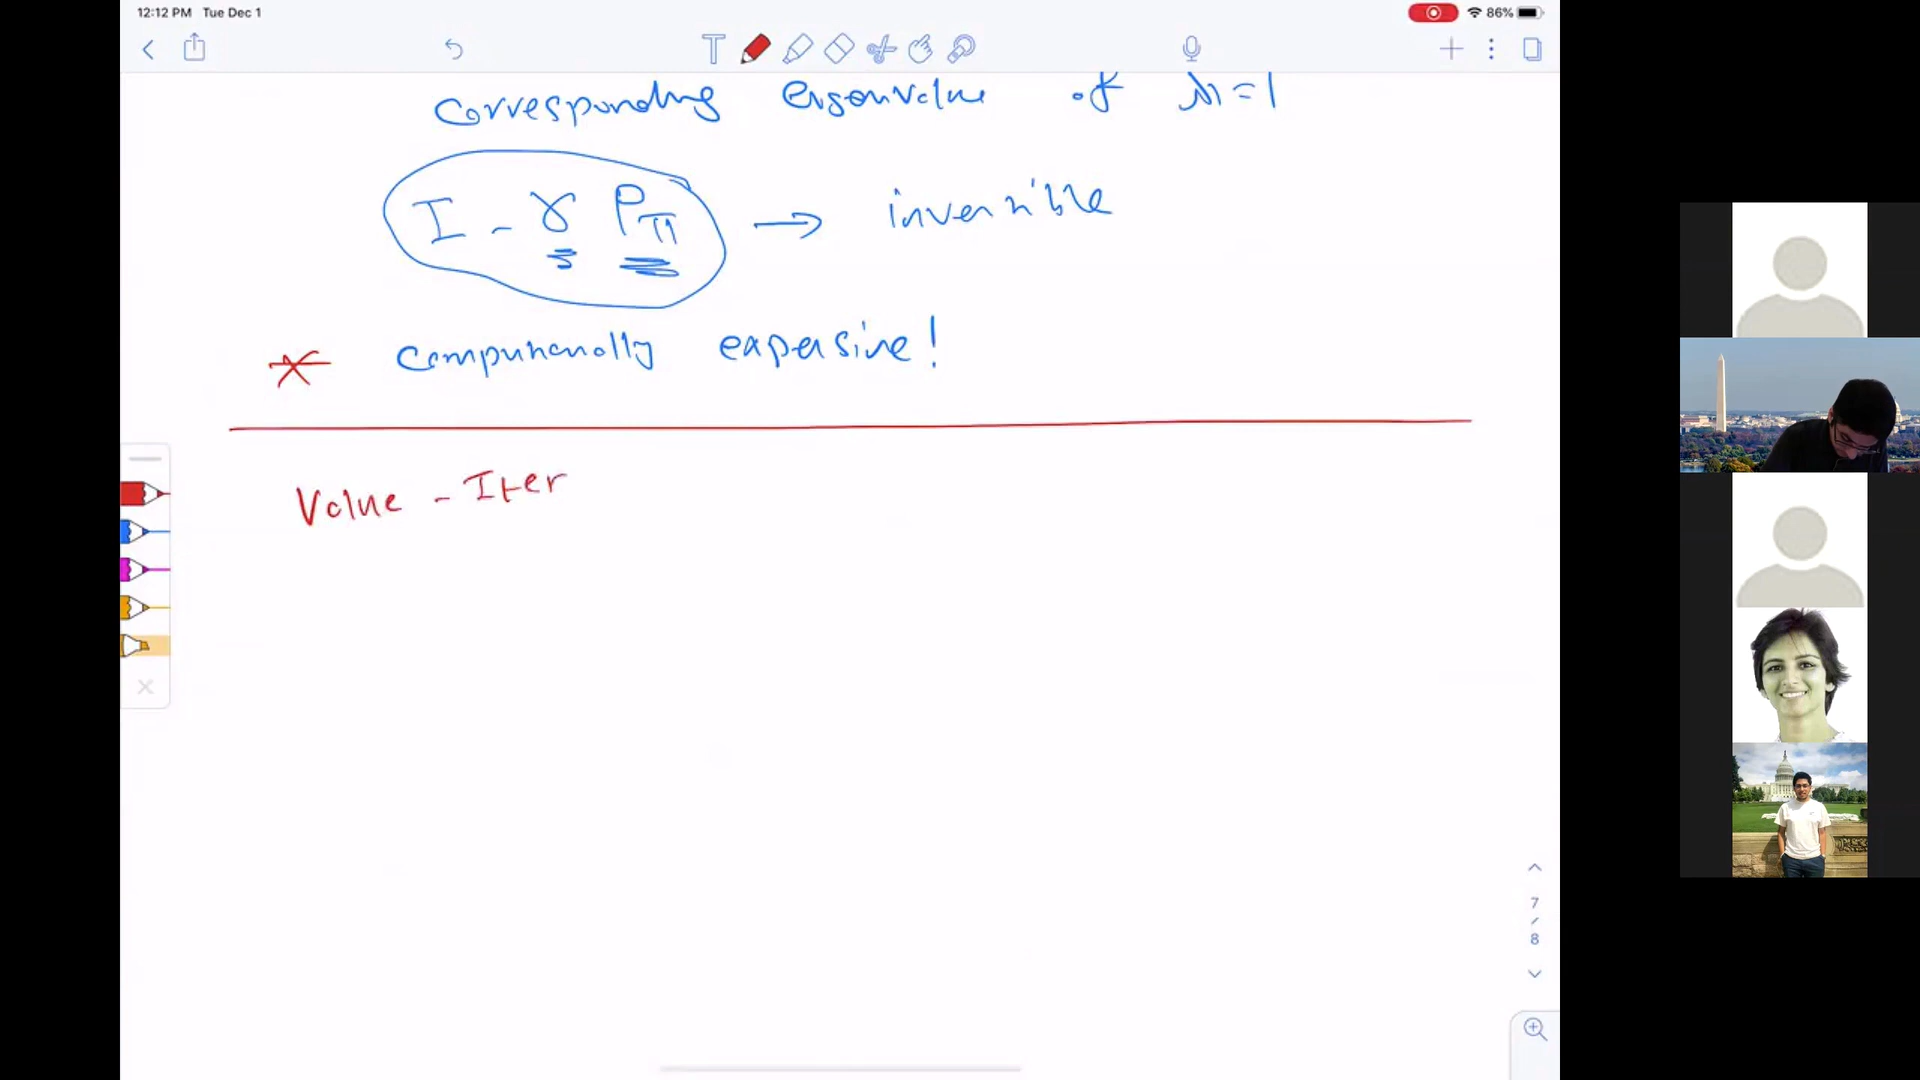 12:12 PM Tue Dec 1 86%
corresponding eigenvalue of λ1 = 1
I - γ Pπ → invertible
* computationally expensive!
Value - Iter
7
/
8